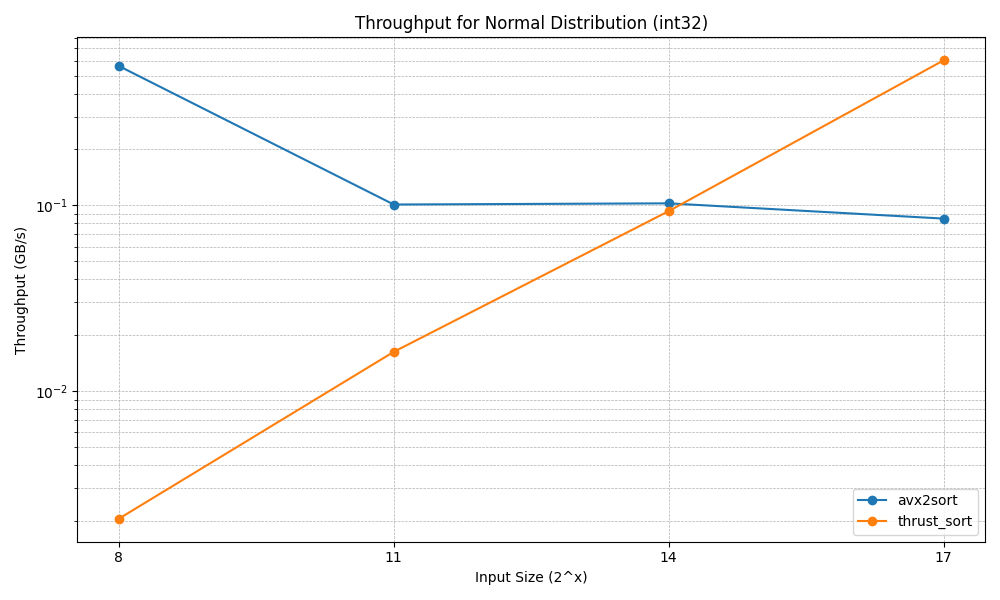 Throughput for Normal Distribution (int32)
Throughput (GB/s)
10⁻¹
10⁻²
8
11
14
17
Input Size (2^x)
avx2sort
thrust_sort